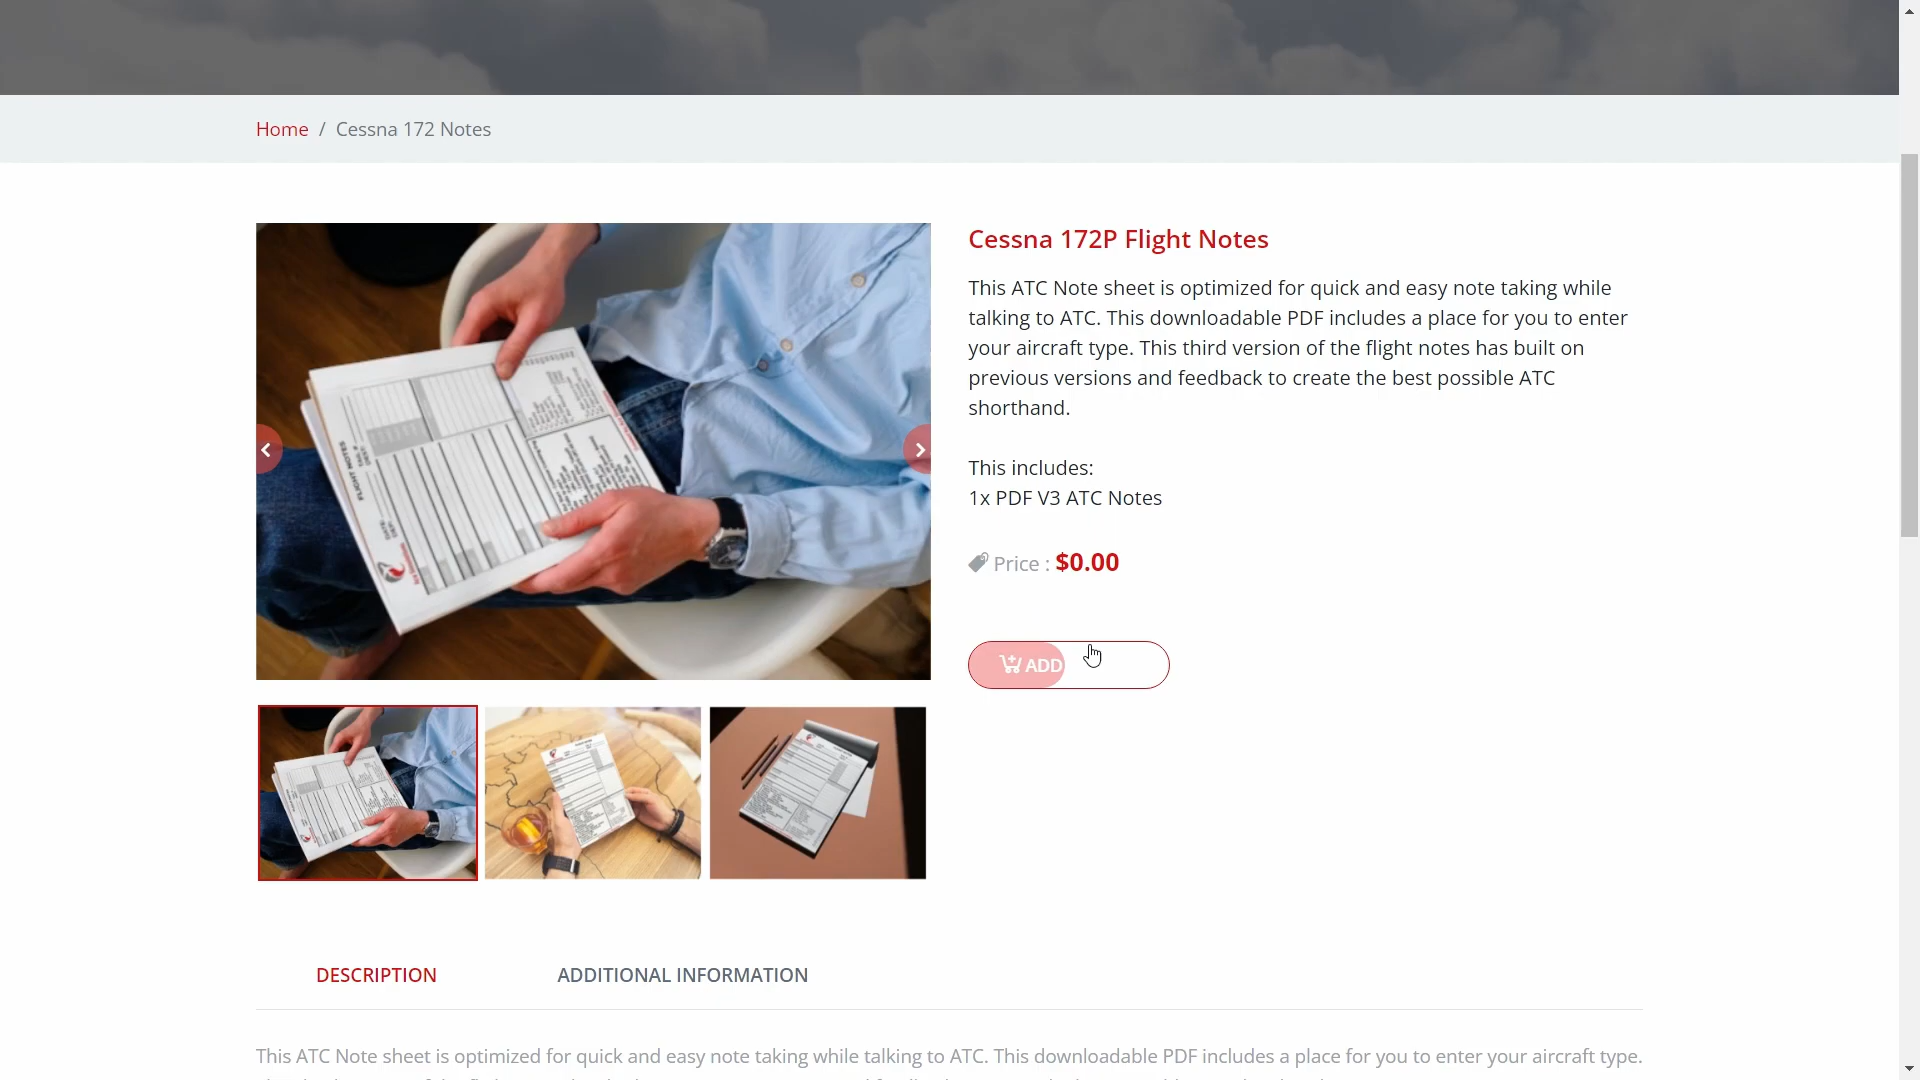 Home / Cessna 172 Notes
Cessna 172P Flight Notes
This ATC Note sheet is optimized for quick and easy note taking while
talking to ATC. This downloadable PDF includes a place for you to enter
your aircraft type. This third version of the flight notes has built on
previous versions and feedback to create the best possible ATC
shorthand.
This includes:
1x PDF V3 ATC Notes
Price : $0.00
ADD
FLIGHT NOTES
DESCRIPTION
ADDITIONAL INFORMATION
This ATC Note sheet is optimized for quick and easy note taking while talking to ATC. This downloadable PDF includes a place for you to enter your aircraft type.